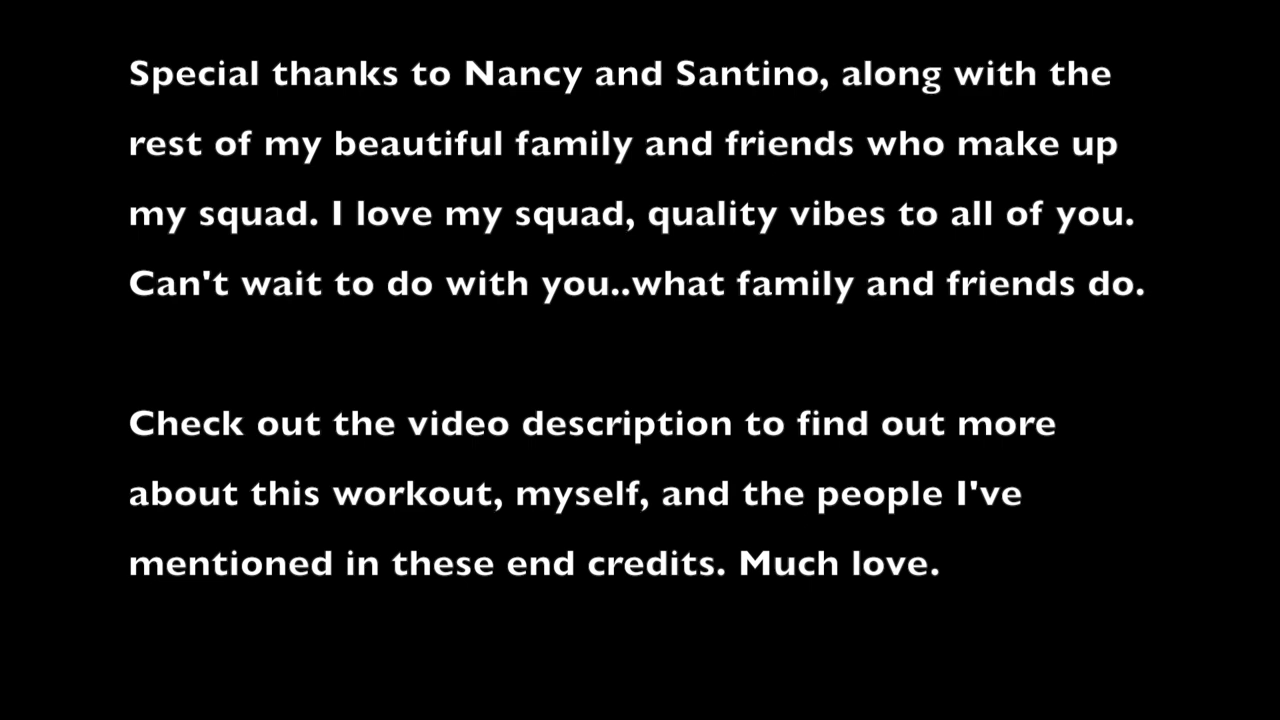 Special thanks to Nancy and Santino, along with the
rest of my beautiful family and friends who make up
my squad. I love my squad, quality vibes to all of you.
Can't wait to do with you..what family and friends do.
Check out the video description to find out more
about this workout, myself, and the people I've
mentioned in these end credits. Much love.